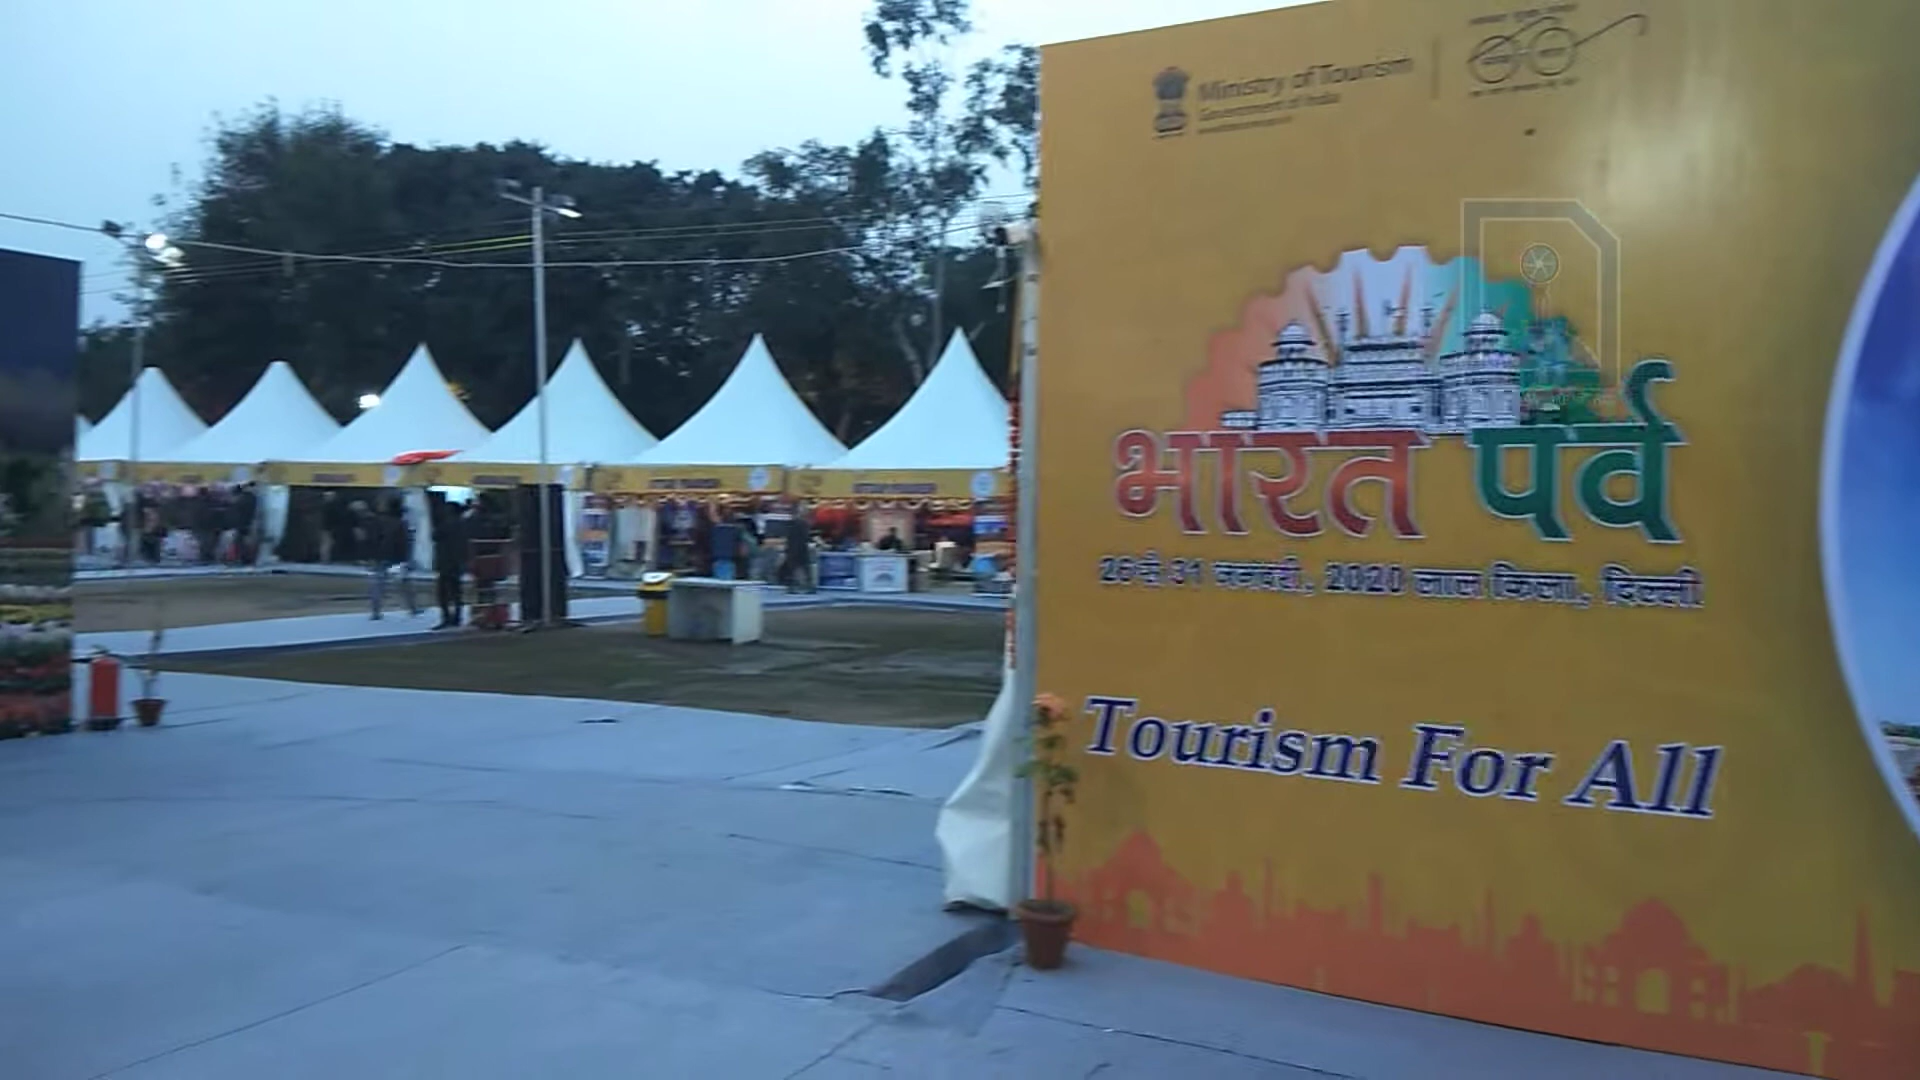 Ministry of Tourism
Government of India
भारत पर्व
26 से 31 जनवरी, 2020 लाल किला, दिल्ली
Tourism For All